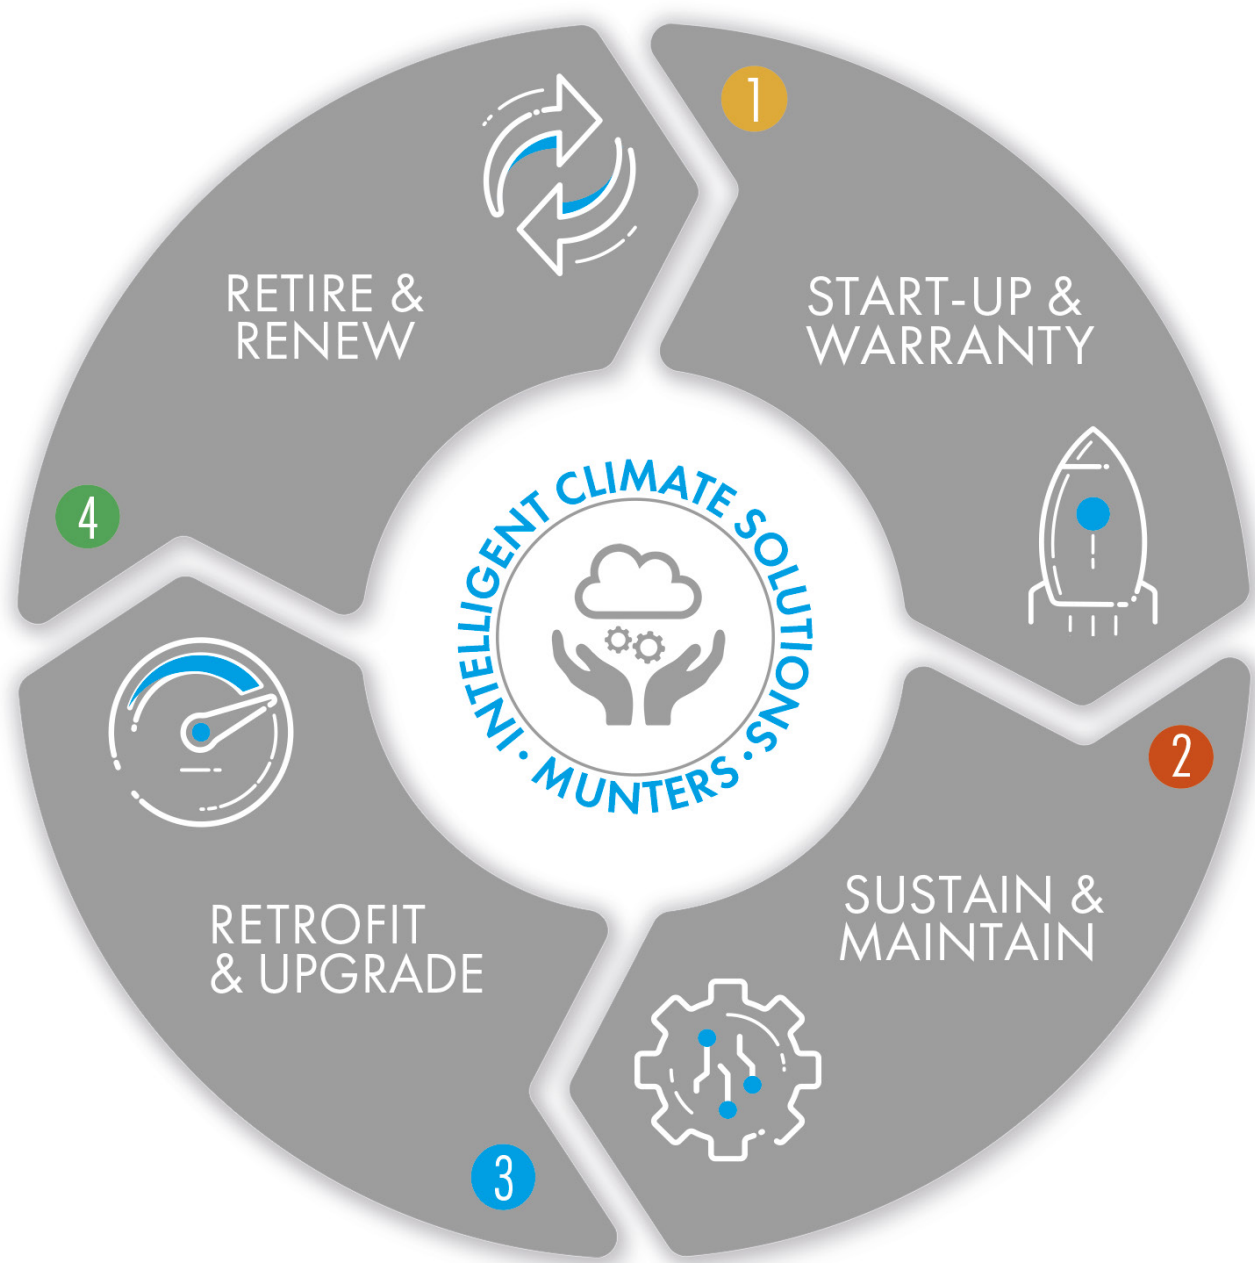 1
START-UP &
WARRANTY
2
SUSTAIN &
MAINTAIN
3
RETROFIT
& UPGRADE
4
RETIRE &
RENEW
INTELLIGENT CLIMATE SOLUTIONS
· MUNTERS ·